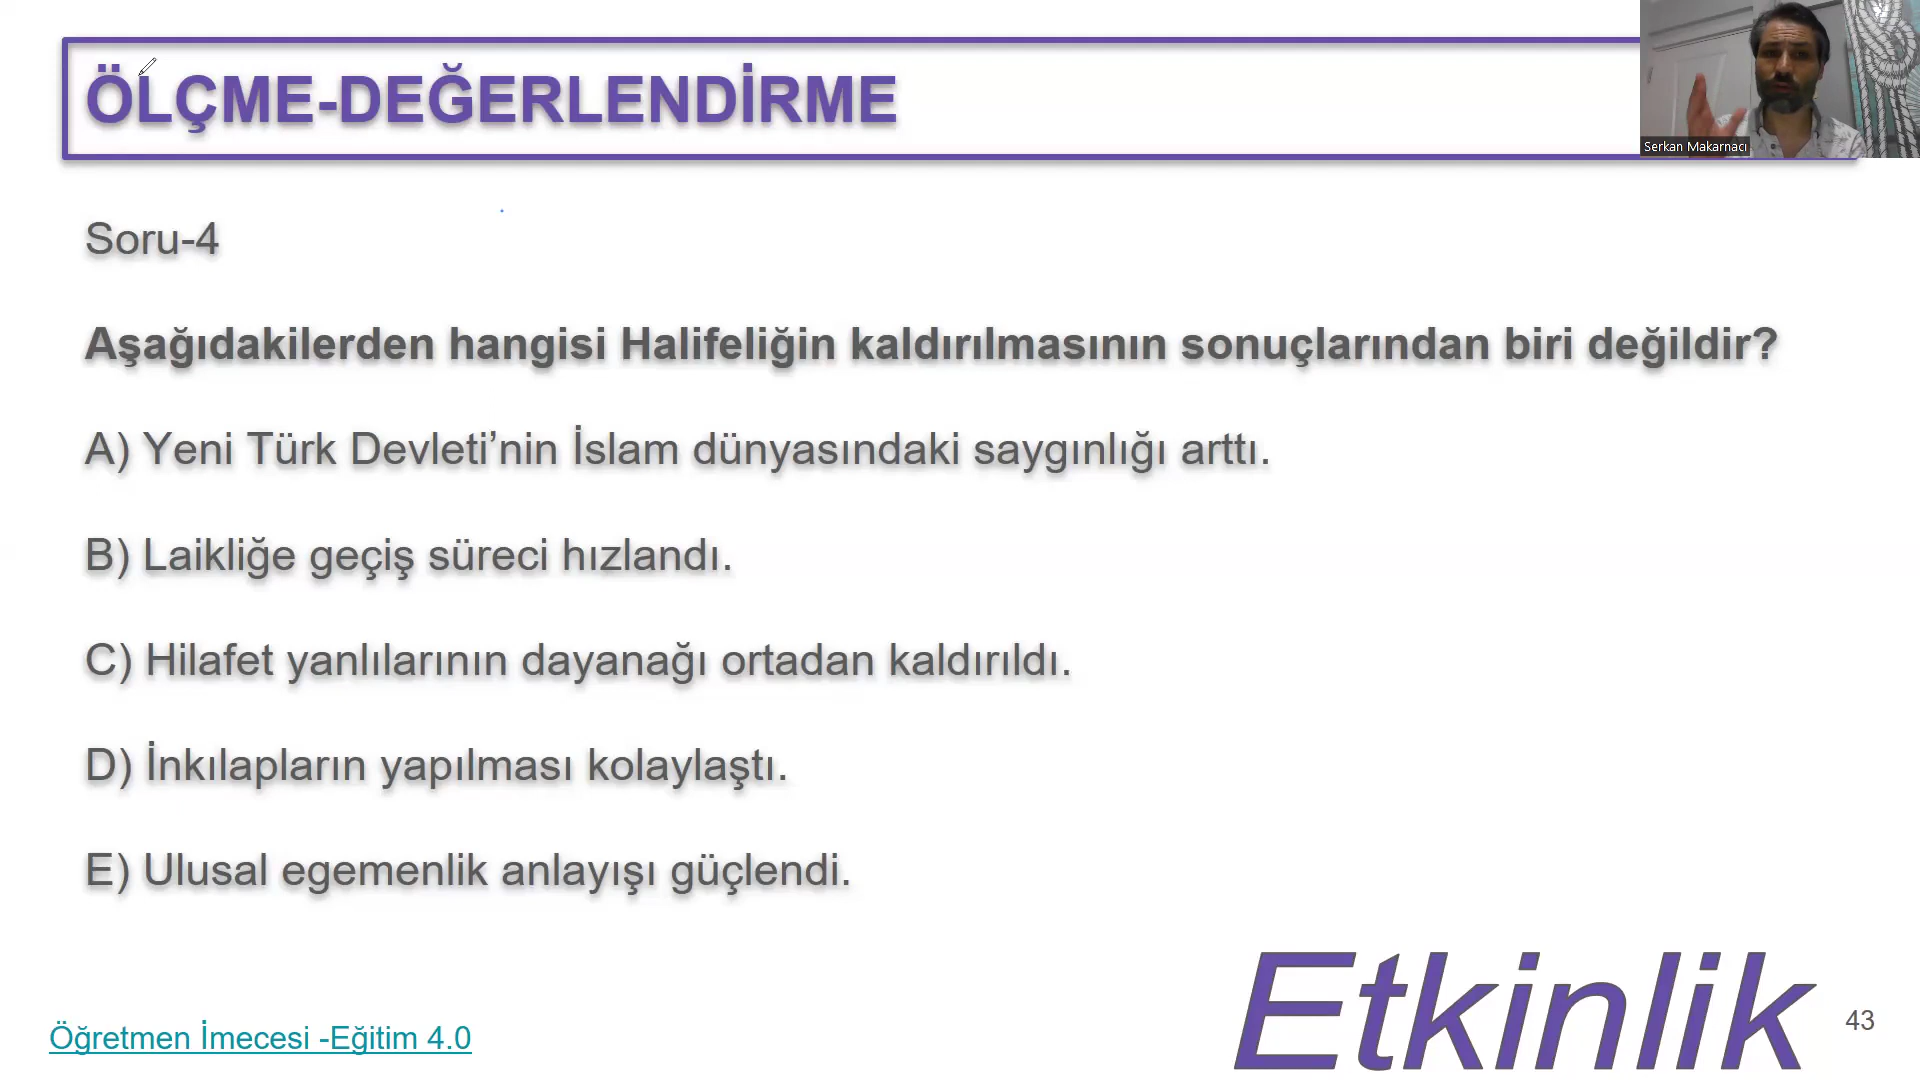 ÖLÇME-DEĞERLENDİRME
Serkan Makarnacı
Soru-4
Aşağıdakilerden hangisi Halifeliğin kaldırılmasının sonuçlarından biri değildir?
A) Yeni Türk Devleti’nin İslam dünyasındaki saygınlığı arttı.
B) Laikliğe geçiş süreci hızlandı.
C) Hilafet yanlılarının dayanağı ortadan kaldırıldı.
D) İnkılapların yapılması kolaylaştı.
E) Ulusal egemenlik anlayışı güçlendi.
Etkinlik
Öğretmen İmecesi -Eğitim 4.0
43